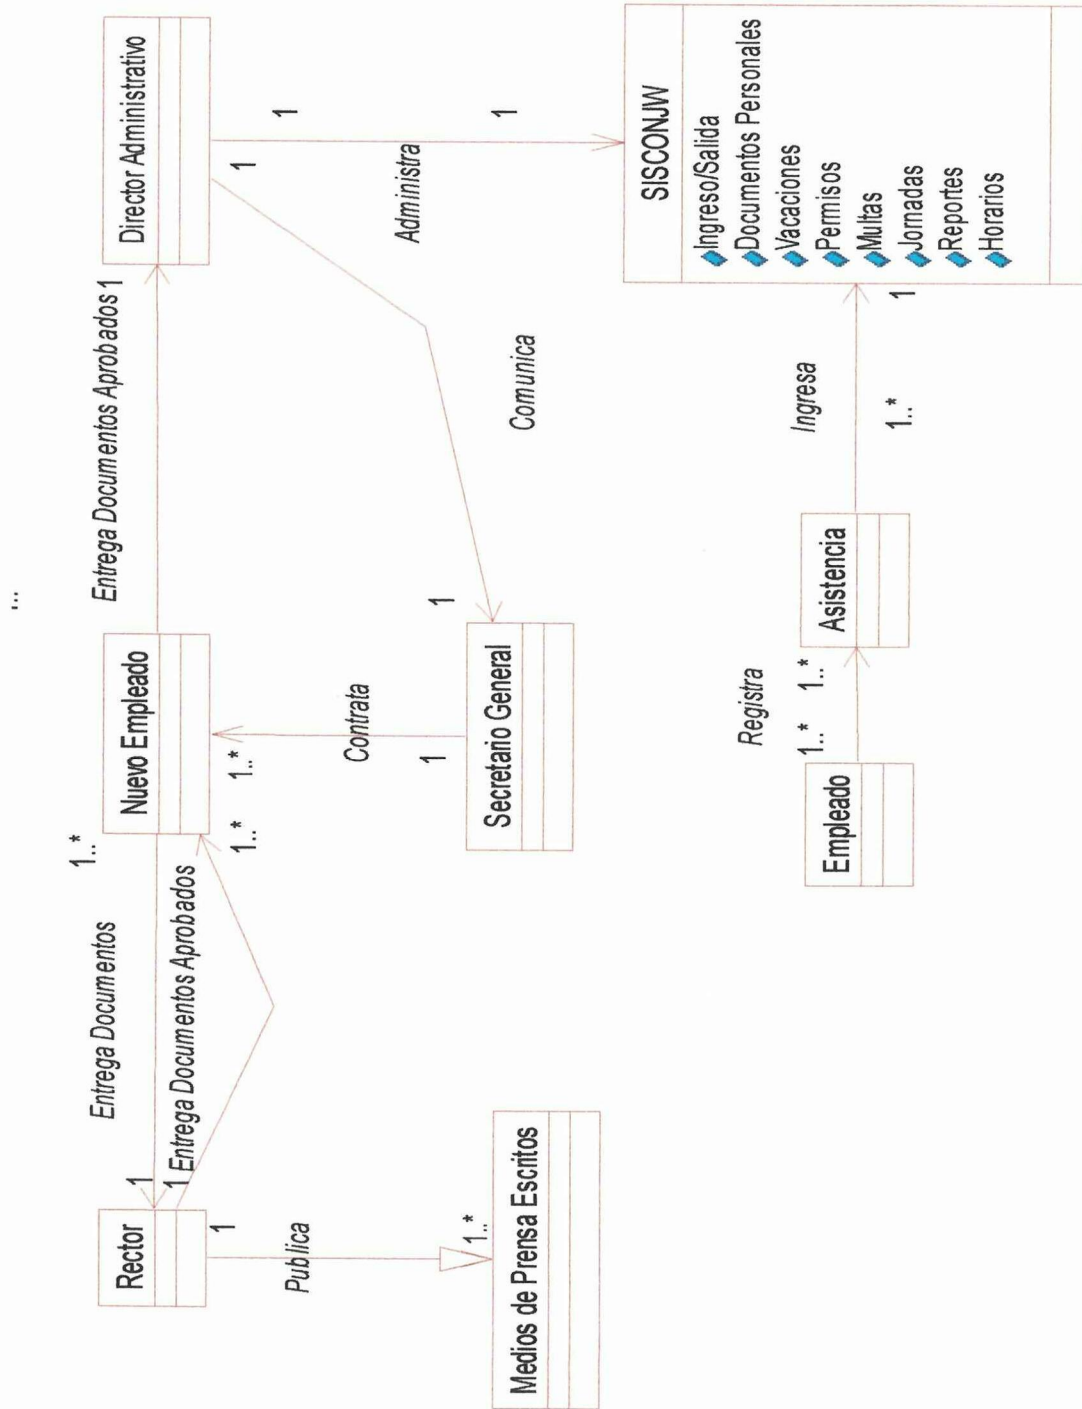 Rector
Nuevo Empleado
Director Administrativo
Entrega Documentos
1
1..*
Entrega Documentos Aprobados
1
1..*
Entrega Documentos Aprobados
1
Publica
1
1..*
Medios de Prensa Escritos
Contrata
1..*
1
Secretario General
Comunica
1
1
Administra
1
1
SISCONJW
Ingreso/Salida
Documentos Personales
Vacaciones
Permisos
Multas
Jornadas
Reportes
Horarios
Empleado
Registra
1..*
1..*
Asistencia
Ingresa
1..*
1